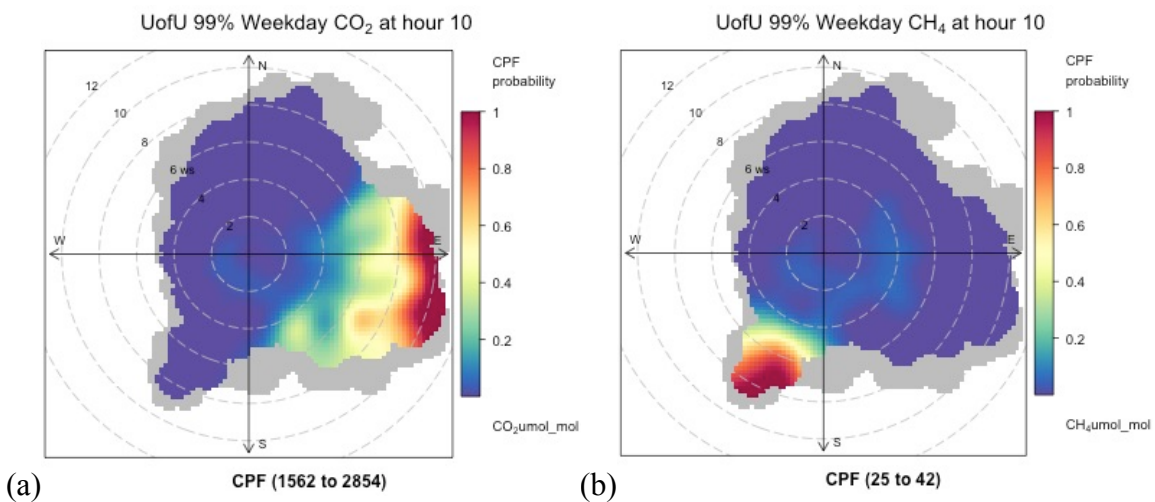 UofU 99% Weekday CO₂ at hour 10
CPF
probability
1
0.8
0.6
0.4
0.2
CO₂umol_mol
N
E
S
W
2
4
6 ws
8
10
12
CPF (1562 to 2854)
(a)
UofU 99% Weekday CH₄ at hour 10
CPF
probability
1
0.8
0.6
0.4
0.2
CH₄umol_mol
N
E
S
W
2
4
6 ws
8
10
12
CPF (25 to 42)
(b)